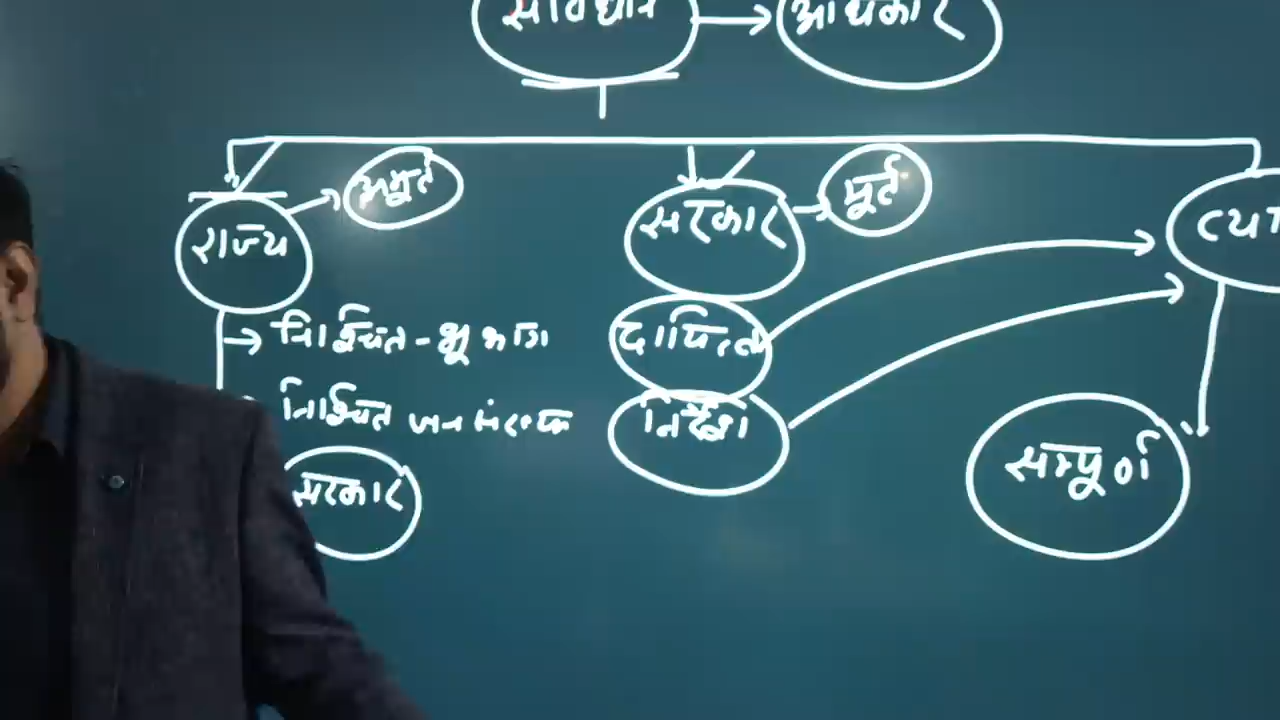 संविधान → अधिकार
राज्य → अमूर्त
सरकार → मूर्त
→ निश्चित - भू भाग
निश्चित जनसंख्या
सरकार
दायित्व
निर्देश
सम्पूर्ण